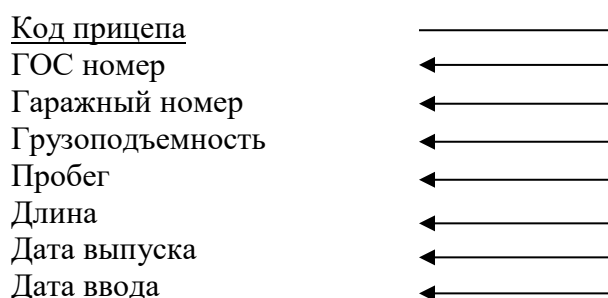 Код прицепа
ГОС номер
Гаражный номер
Грузоподъемность
Пробег
Длина
Дата выпуска
Дата ввода